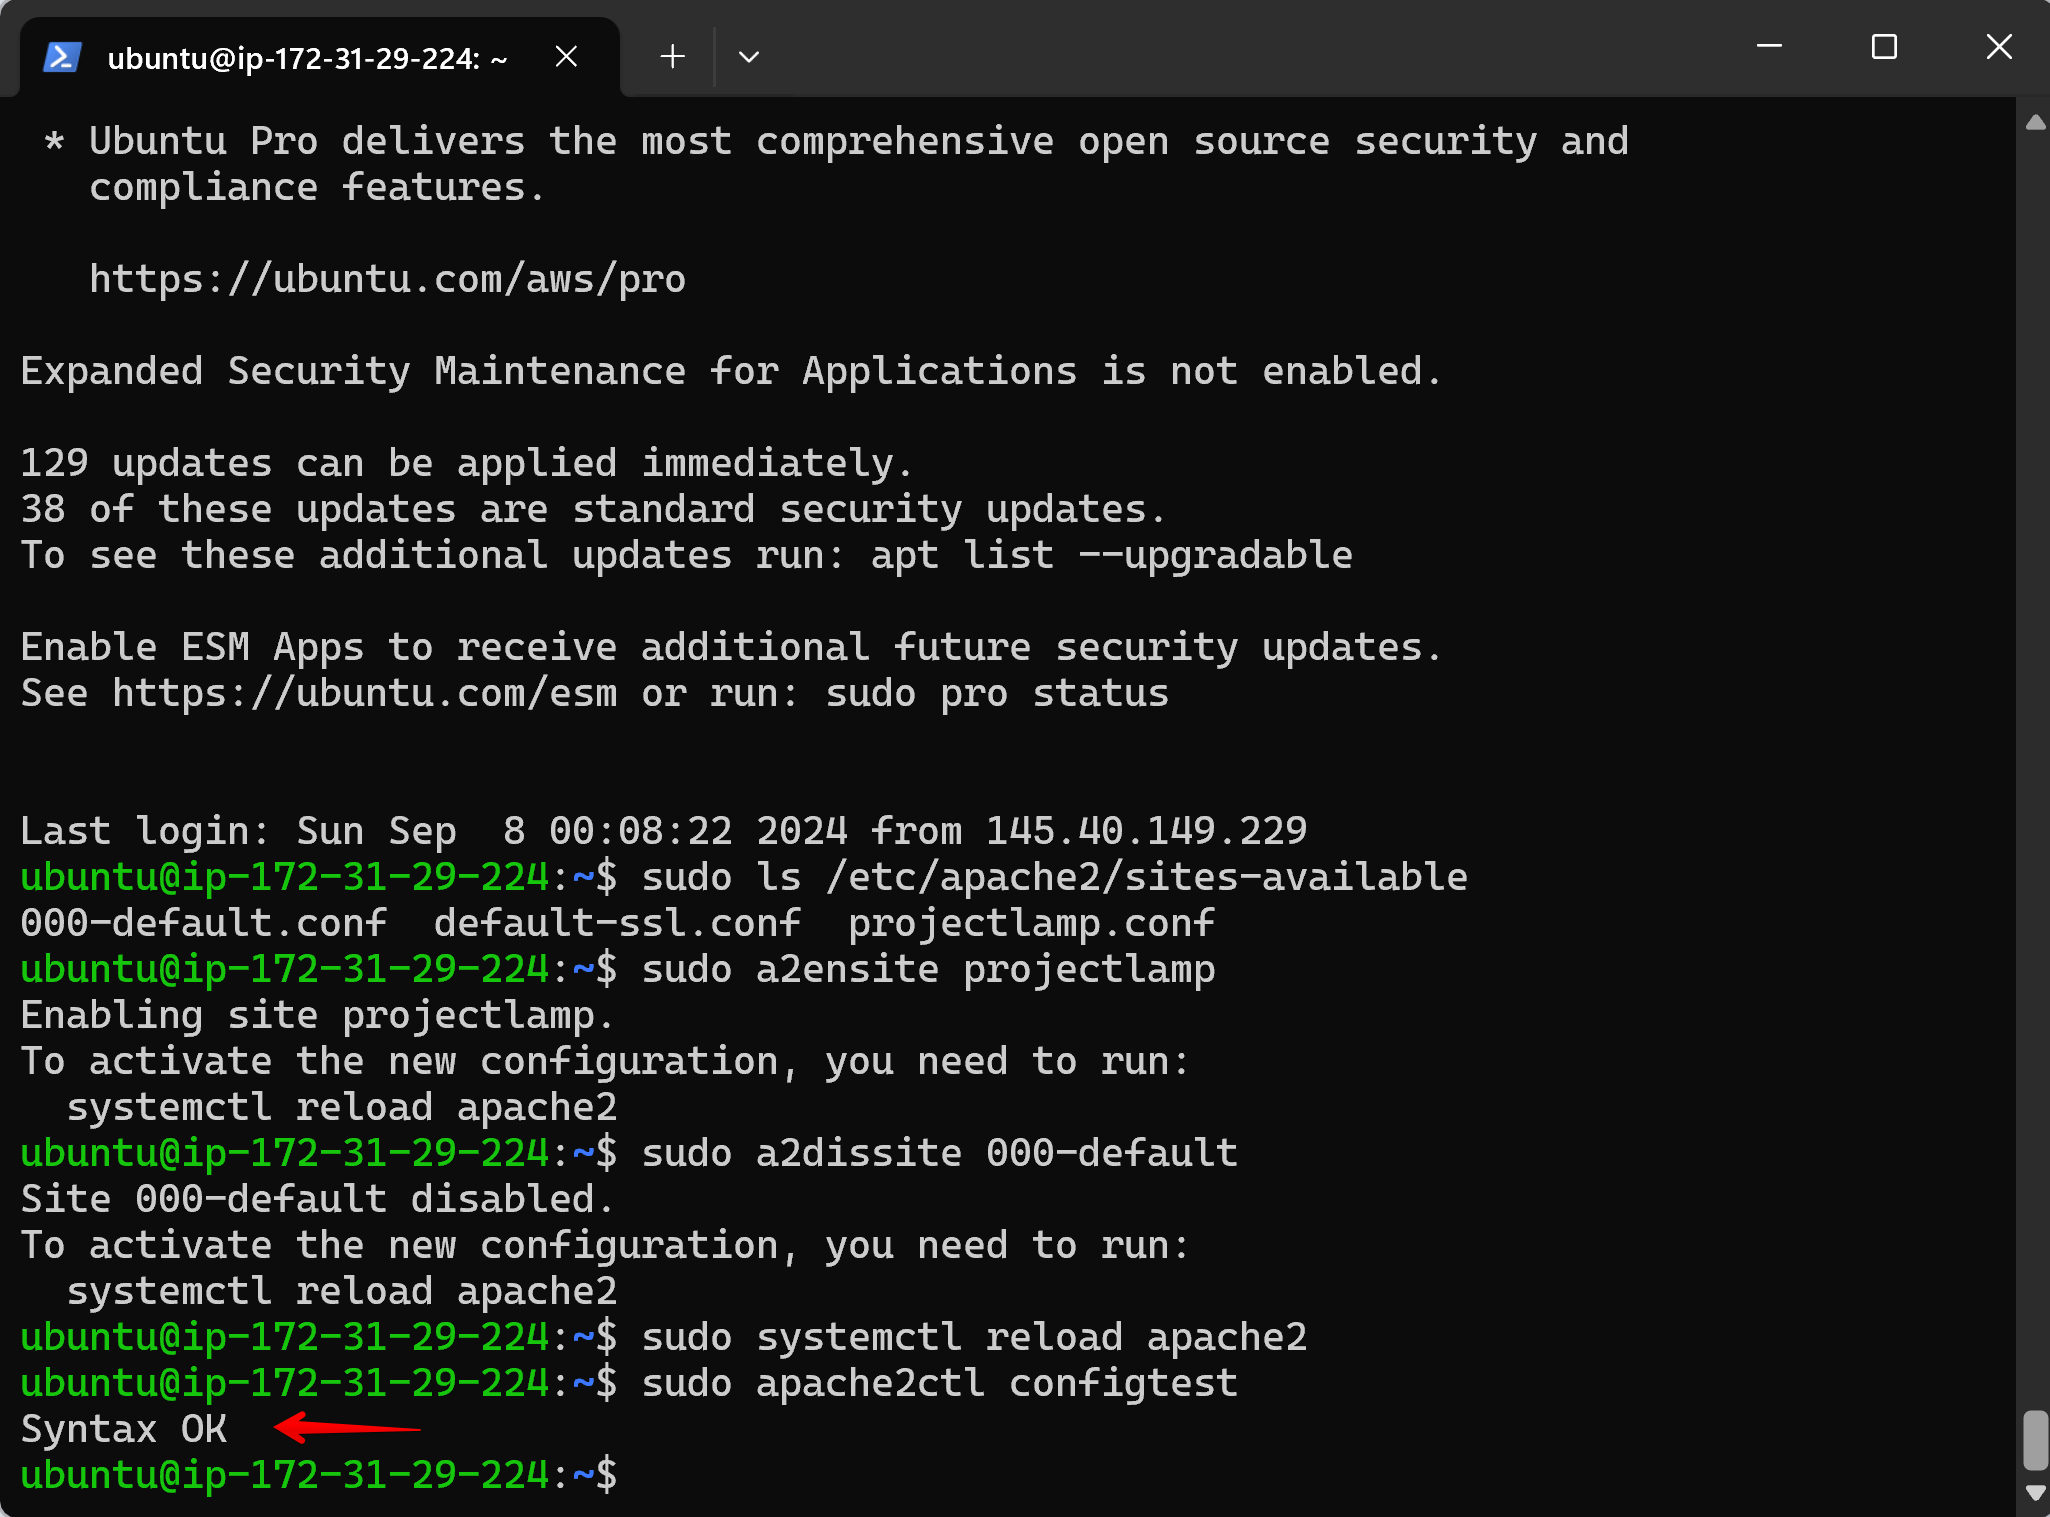 ubuntu@ip-172-31-29-224: ~
* Ubuntu Pro delivers the most comprehensive open source security and
compliance features.
https://ubuntu.com/aws/pro
Expanded Security Maintenance for Applications is not enabled.
129 updates can be applied immediately.
38 of these updates are standard security updates.
To see these additional updates run: apt list --upgradable
Enable ESM Apps to receive additional future security updates.
See https://ubuntu.com/esm or run: sudo pro status
Last login: Sun Sep  8 00:08:22 2024 from 145.40.149.229
ubuntu@ip-172-31-29-224:~$ sudo ls /etc/apache2/sites-available
000-default.conf  default-ssl.conf  projectlamp.conf
ubuntu@ip-172-31-29-224:~$ sudo a2ensite projectlamp
Enabling site projectlamp.
To activate the new configuration, you need to run:
  systemctl reload apache2
ubuntu@ip-172-31-29-224:~$ sudo a2dissite 000-default
Site 000-default disabled.
To activate the new configuration, you need to run:
  systemctl reload apache2
ubuntu@ip-172-31-29-224:~$ sudo systemctl reload apache2
ubuntu@ip-172-31-29-224:~$ sudo apache2ctl configtest
Syntax OK
ubuntu@ip-172-31-29-224:~$